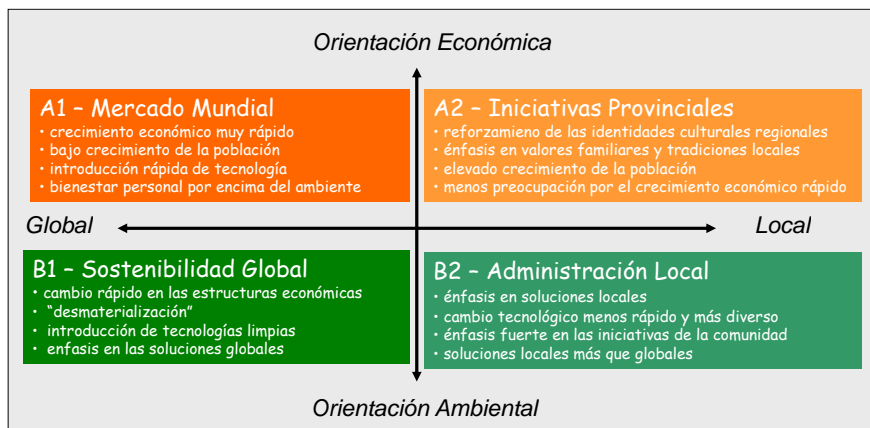 Orientación Económica
A1 – Mercado Mundial
• crecimiento económico muy rápido
• bajo crecimiento de la población
• introducción rápida de tecnología
• bienestar personal por encima del ambiente
A2 – Iniciativas Provinciales
• reforzamieno de las identidades culturales regionales
• énfasis en valores familiares y tradiciones locales
• elevado crecimiento de la población
• menos preocupación por el crecimiento económico rápido
Global
Local
B1 – Sostenibilidad Global
• cambio rápido en las estructuras económicas
• “desmaterialización”
• introducción de tecnologías limpias
• enfasis en las soluciones globales
B2 – Administración Local
• énfasis en soluciones locales
• cambio tecnológico menos rápido y más diverso
• énfasis fuerte en las iniciativas de la comunidad
• soluciones locales más que globales
Orientación Ambiental